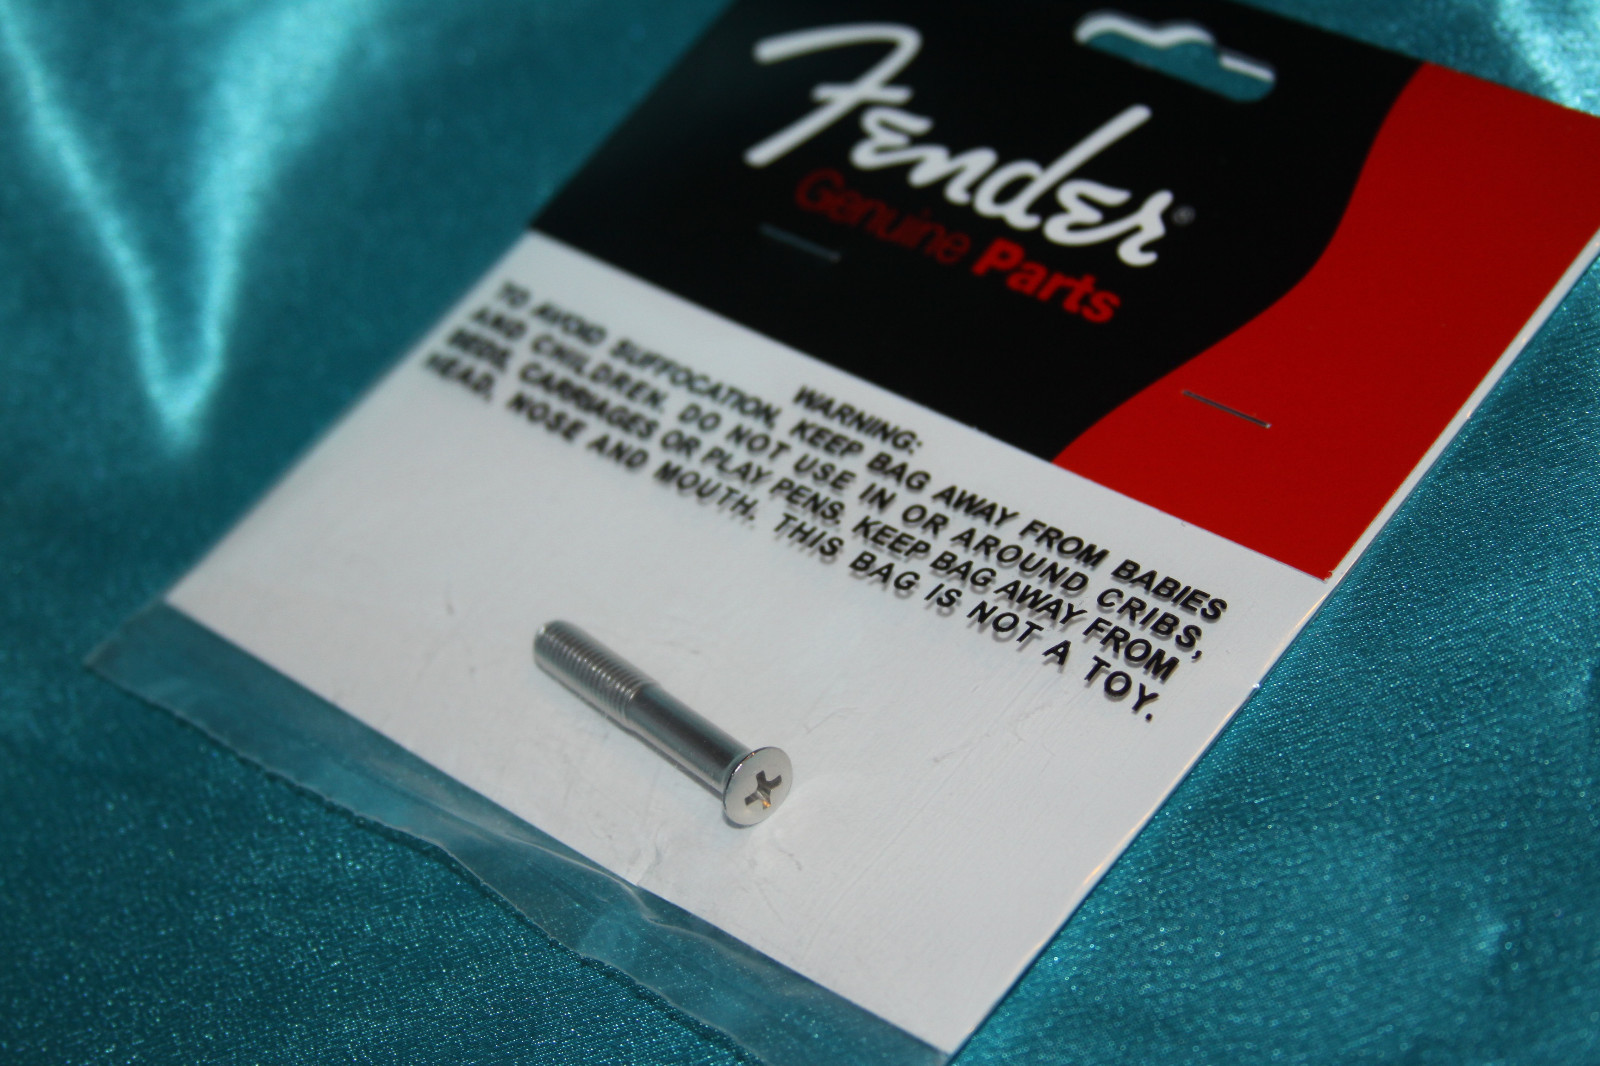 Fender®
Genuine Parts
WARNING:
TO AVOID SUFFOCATION, KEEP BAG AWAY FROM BABIES
AND CHILDREN. DO NOT USE IN OR AROUND CRIBS,
BEDS, CARRIAGES OR PLAY PENS. KEEP BAG AWAY FROM
HEAD, NOSE AND MOUTH. THIS BAG IS NOT A TOY.